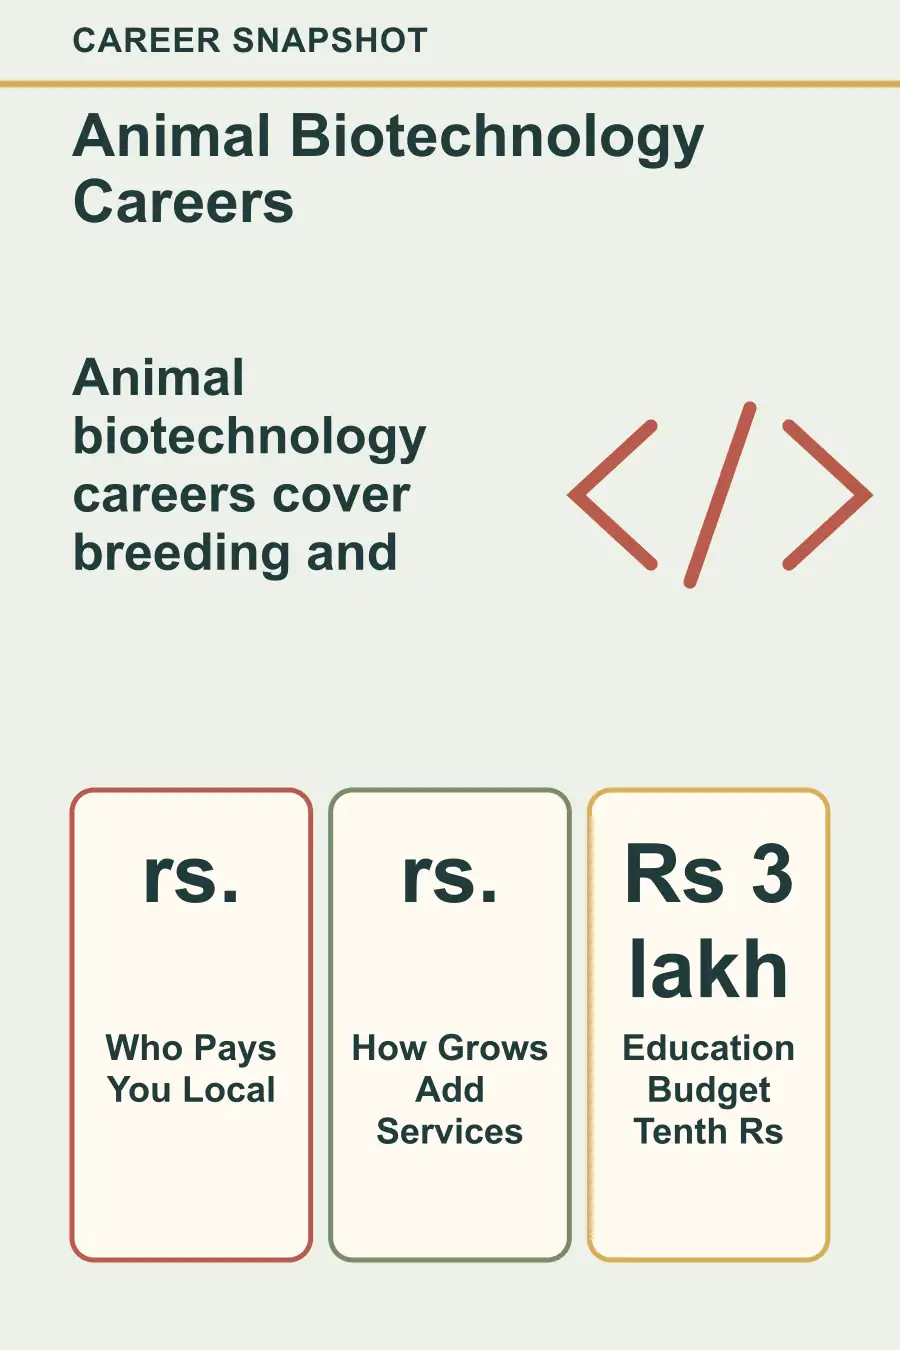 CAREER SNAPSHOT
Animal Biotechnology
Careers
Animal
biotechnology
careers cover
breeding and
rs.
Who Pays
You Local
rs.
How Grows
Add
Services
Rs 3
lakh
Education
Budget
Tenth Rs